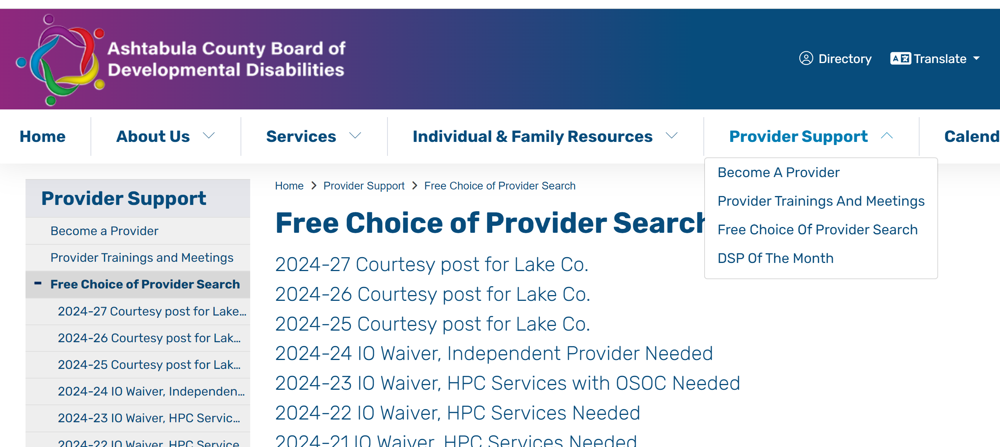 Ashtabula County Board of
Developmental Disabilities
Directory
Translate
Home
About Us
Services
Individual & Family Resources
Provider Support
Calend
Become A Provider
Provider Trainings And Meetings
Free Choice Of Provider Search
DSP Of The Month
Provider Support
Become a Provider
Provider Trainings and Meetings
Free Choice of Provider Search
2024-27 Courtesy post for Lake...
2024-26 Courtesy post for Lak...
2024-25 Courtesy post for Lak...
2024-24 IO Waiver, Independen...
2024-23 IO Waiver, HPC Servic...
2024-22 IO Waiver, HPC Service
Home > Provider Support > Free Choice of Provider Search
Free Choice of Provider Search
2024-27 Courtesy post for Lake Co.
2024-26 Courtesy post for Lake Co.
2024-25 Courtesy post for Lake Co.
2024-24 IO Waiver, Independent Provider Needed
2024-23 IO Waiver, HPC Services with OSOC Needed
2024-22 IO Waiver, HPC Services Needed
2024-21 IO Waiver, HPC Services Needed